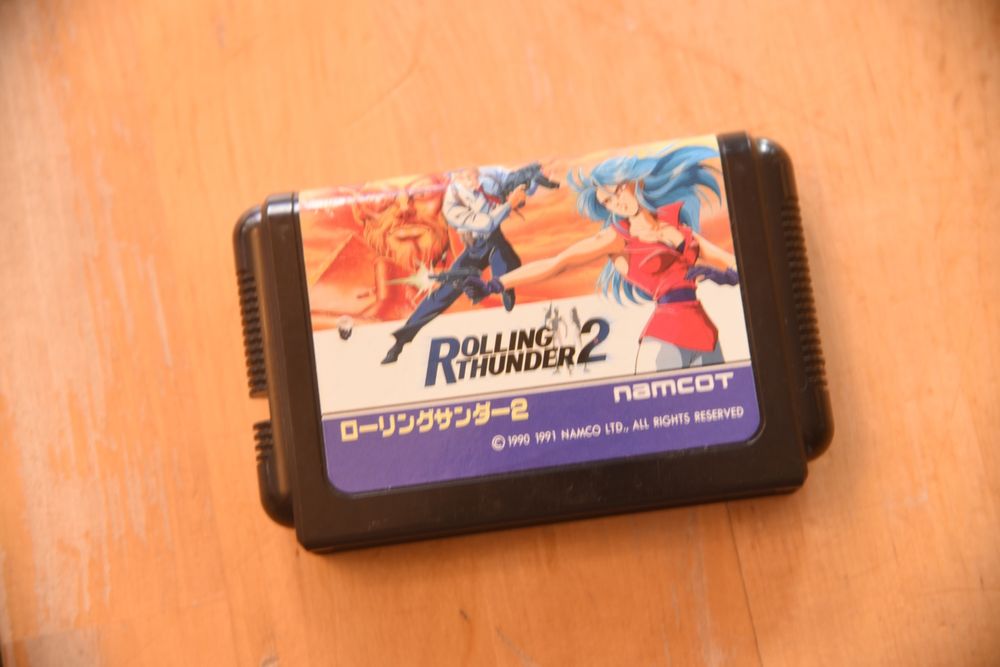 ROLLING
THUNDER 2
namcot
ローリングサンダー2
© 1990 1991 NAMCO LTD., ALL RIGHTS RESERVED